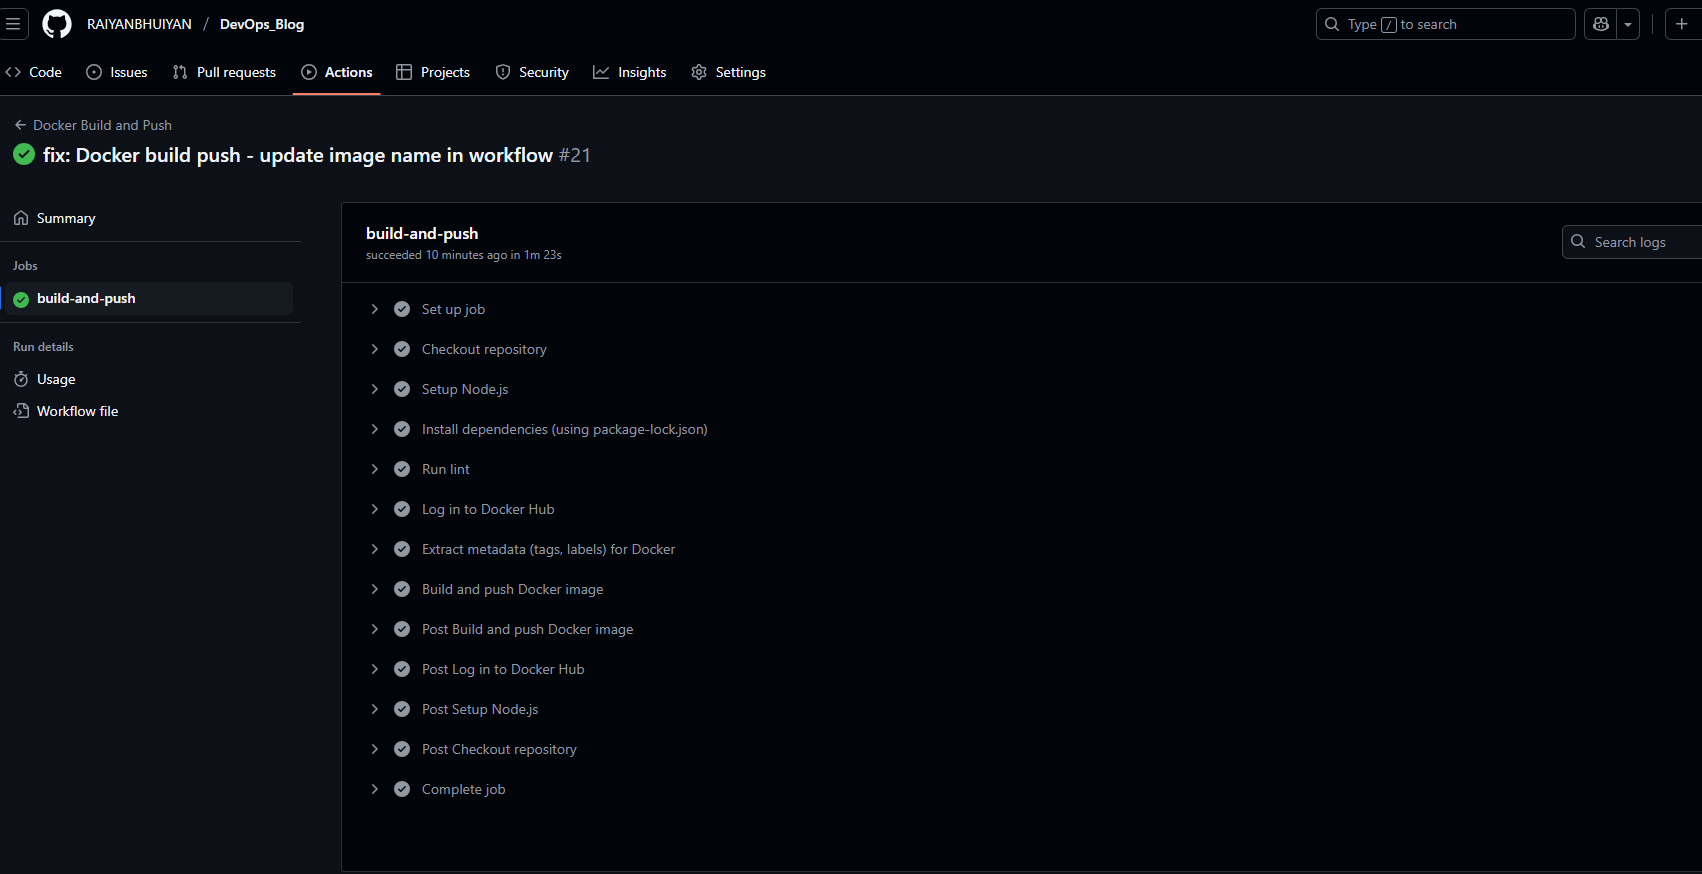 RAIYANBHUIYAN / DevOps_Blog
Type / to search
Code Issues Pull requests Actions Projects Security Insights Settings
Docker Build and Push
fix: Docker build push - update image name in workflow #21
Summary
Jobs
build-and-push
Run details
Usage
Workflow file
build-and-push
succeeded 10 minutes ago in 1m 23s
Search logs
Set up job
Checkout repository
Setup Node.js
Install dependencies (using package-lock.json)
Run lint
Log in to Docker Hub
Extract metadata (tags, labels) for Docker
Build and push Docker image
Post Build and push Docker image
Post Log in to Docker Hub
Post Setup Node.js
Post Checkout repository
Complete job